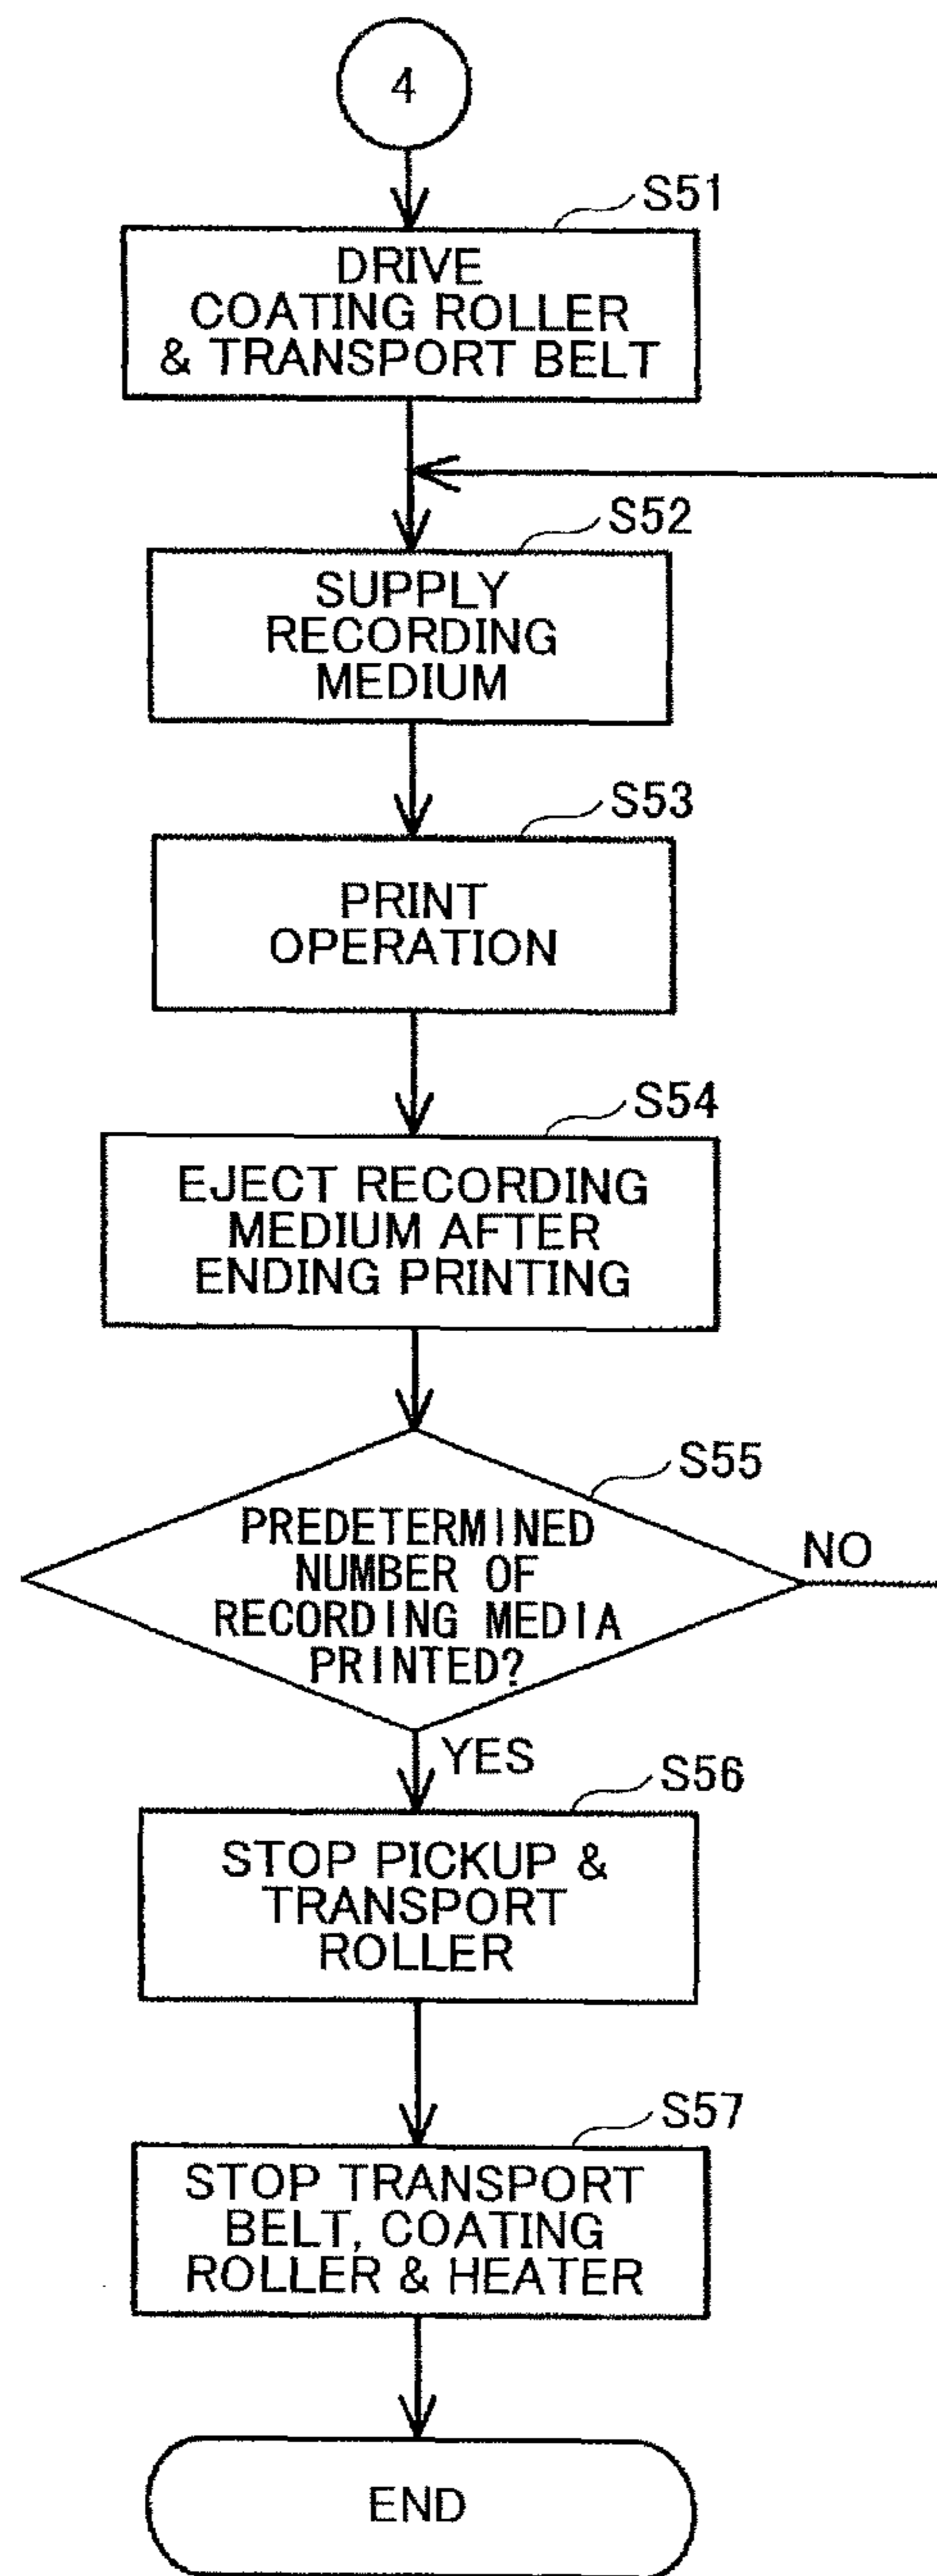 4
S51
DRIVE
COATING ROLLER
& TRANSPORT BELT
S52
SUPPLY
RECORDING
MEDIUM
S53
PRINT
OPERATION
S54
EJECT RECORDING
MEDIUM AFTER
ENDING PRINTING
S55
PREDETERMINED
NUMBER OF
RECORDING MEDIA
PRINTED?
NO
YES
S56
STOP PICKUP &
TRANSPORT
ROLLER
S57
STOP TRANSPORT
BELT, COATING
ROLLER & HEATER
END